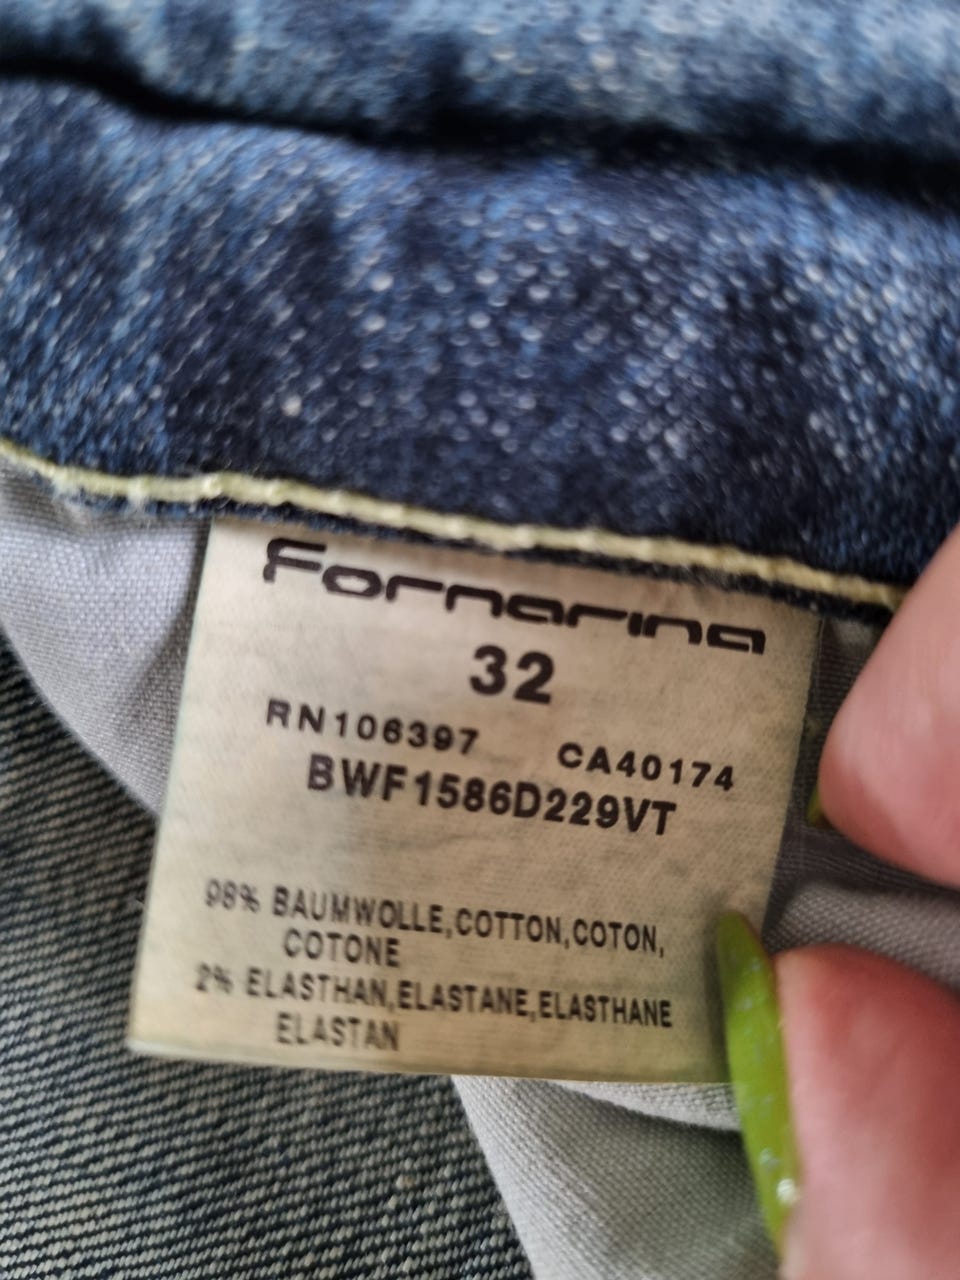 Fornarina
32
RN106397 CA40174
BWF1586D229VT
98% BAUMWOLLE,COTTON,COTON,
COTONE
2% ELASTHAN,ELASTANE,ELASTHANE
ELASTAN